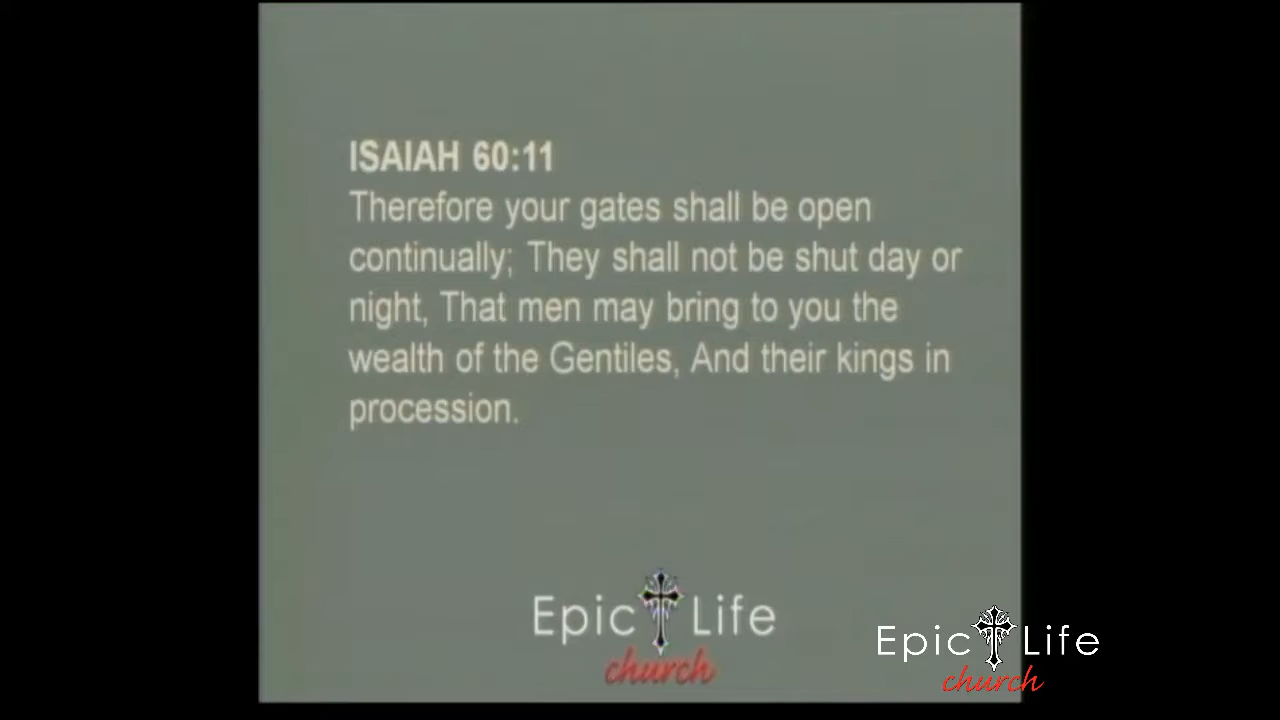 ISAIAH 60:11
Therefore your gates shall be open
continually; They shall not be shut day or
night, That men may bring to you the
wealth of the Gentiles, And their kings in
procession.
Epic Life
church
Epic Life
church